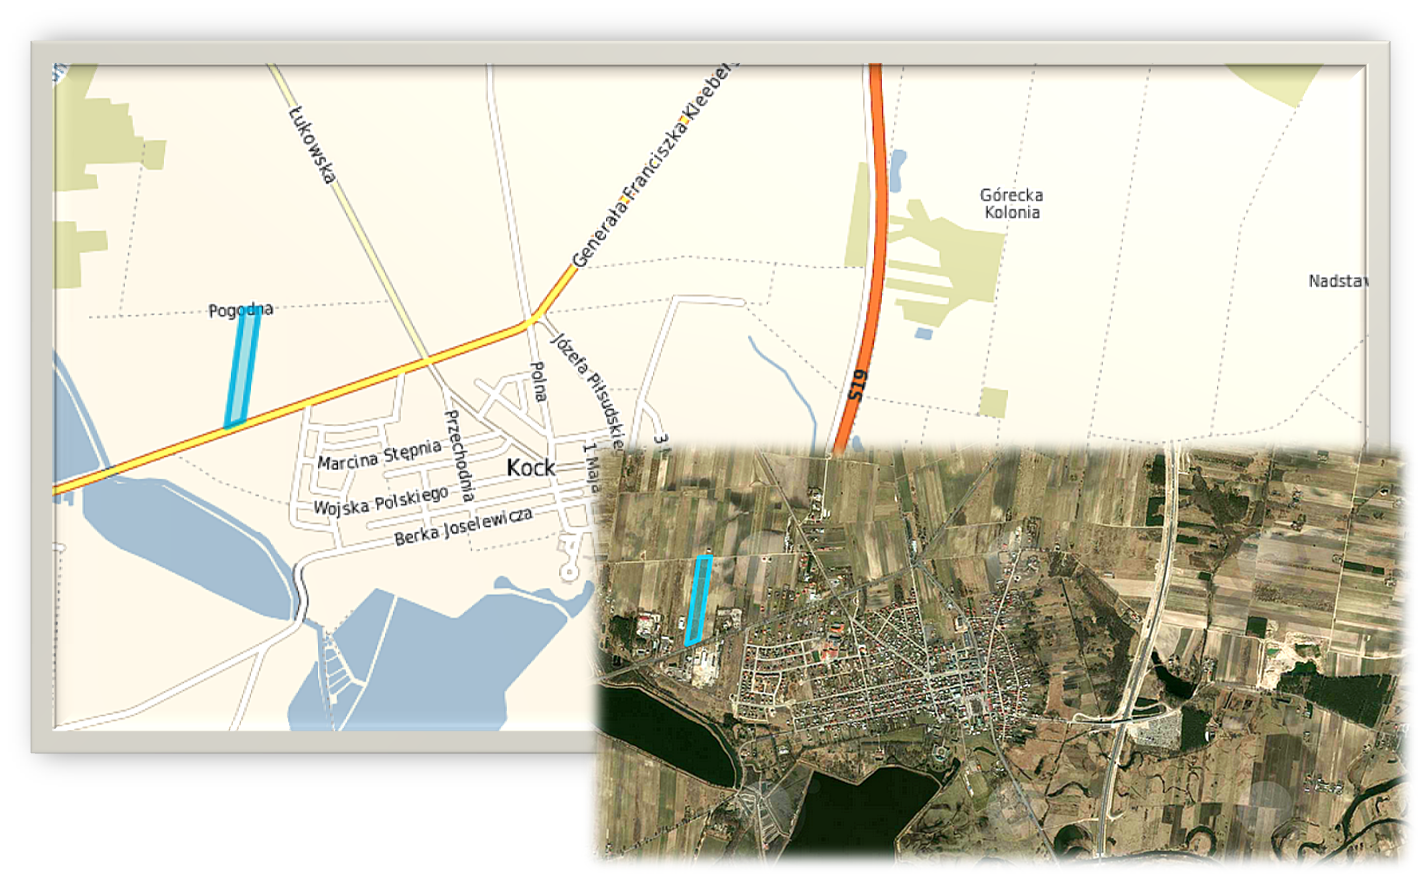 Łukowska
Generała Franciszka Kleeber
Górecka
Kolonia
Nadstaw
Pogodna
Józefa Piłsudskie
Polna
S19
Przechodnia
Marcina Stępnia
Kock
1 Maja
3
Wojska Polskiego
Berka Joselewicza